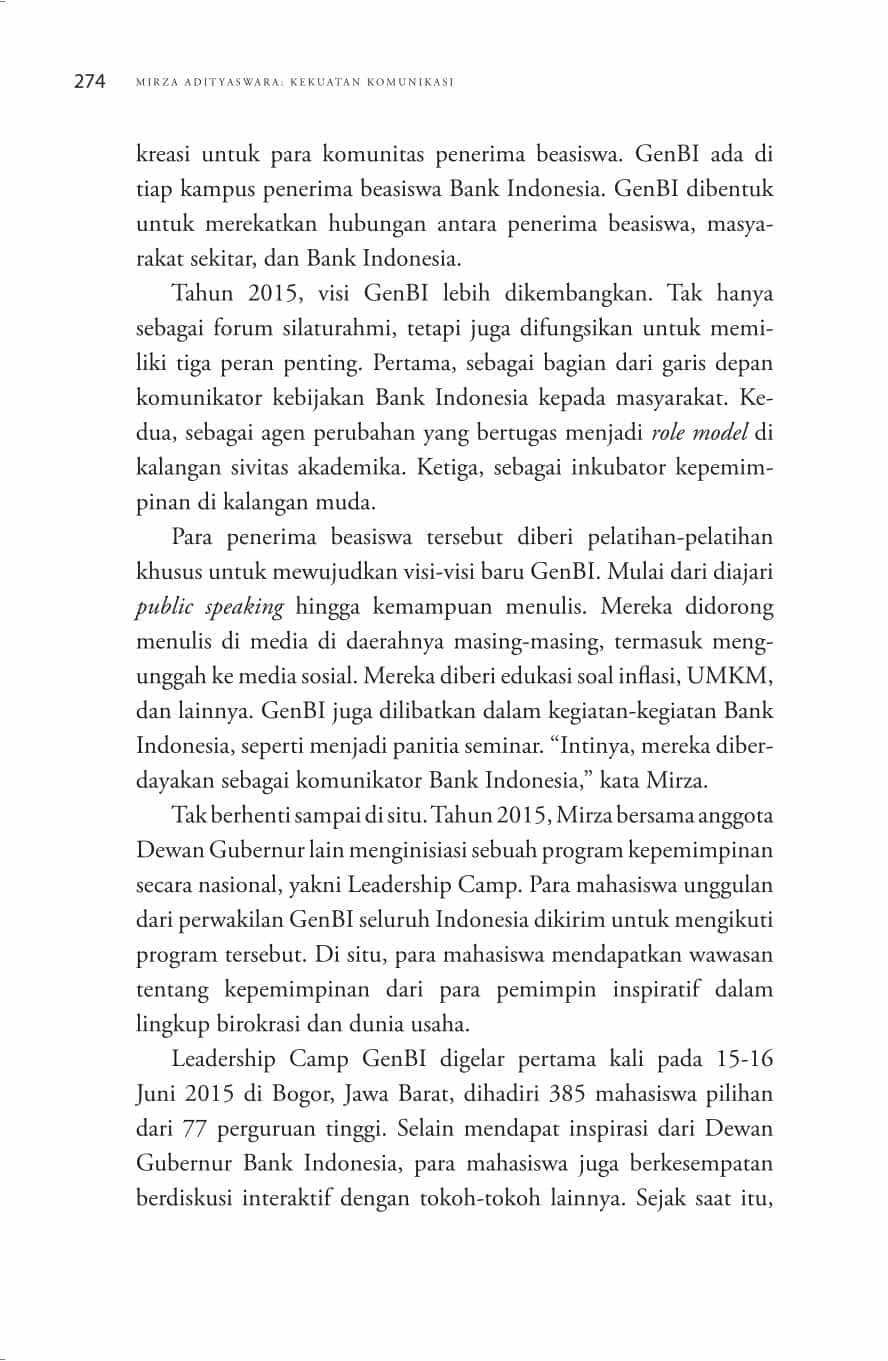 274 MIRZA ADITYASWARA: KEKUATAN KOMUNIKASI
kreasi untuk para komunitas penerima beasiswa. GenBI ada di
tiap kampus penerima beasiswa Bank Indonesia. GenBI dibentuk
untuk merekatkan hubungan antara penerima beasiswa, masya-
rakat sekitar, dan Bank Indonesia.
Tahun 2015, visi GenBI lebih dikembangkan. Tak hanya
sebagai forum silaturahmi, tetapi juga difungsikan untuk memi-
liki tiga peran penting. Pertama, sebagai bagian dari garis depan
komunikator kebijakan Bank Indonesia kepada masyarakat. Ke-
dua, sebagai agen perubahan yang bertugas menjadi role model di
kalangan sivitas akademika. Ketiga, sebagai inkubator kepemim-
pinan di kalangan muda.
Para penerima beasiswa tersebut diberi pelatihan-pelatihan
khusus untuk mewujudkan visi-visi baru GenBI. Mulai dari diajari
public speaking hingga kemampuan menulis. Mereka didorong
menulis di media di daerahnya masing-masing, termasuk meng-
unggah ke media sosial. Mereka diberi edukasi soal inflasi, UMKM,
dan lainnya. GenBI juga dilibatkan dalam kegiatan-kegiatan Bank
Indonesia, seperti menjadi panitia seminar. “Intinya, mereka diber-
dayakan sebagai komunikator Bank Indonesia,” kata Mirza.
Tak berhenti sampai di situ. Tahun 2015, Mirza bersama anggota
Dewan Gubernur lain menginisiasi sebuah program kepemimpinan
secara nasional, yakni Leadership Camp. Para mahasiswa unggulan
dari perwakilan GenBI seluruh Indonesia dikirim untuk mengikuti
program tersebut. Di situ, para mahasiswa mendapatkan wawasan
tentang kepemimpinan dari para pemimpin inspiratif dalam
lingkup birokrasi dan dunia usaha.
Leadership Camp GenBI digelar pertama kali pada 15-16
Juni 2015 di Bogor, Jawa Barat, dihadiri 385 mahasiswa pilihan
dari 77 perguruan tinggi. Selain mendapat inspirasi dari Dewan
Gubernur Bank Indonesia, para mahasiswa juga berkesempatan
berdiskusi interaktif dengan tokoh-tokoh lainnya. Sejak saat itu,